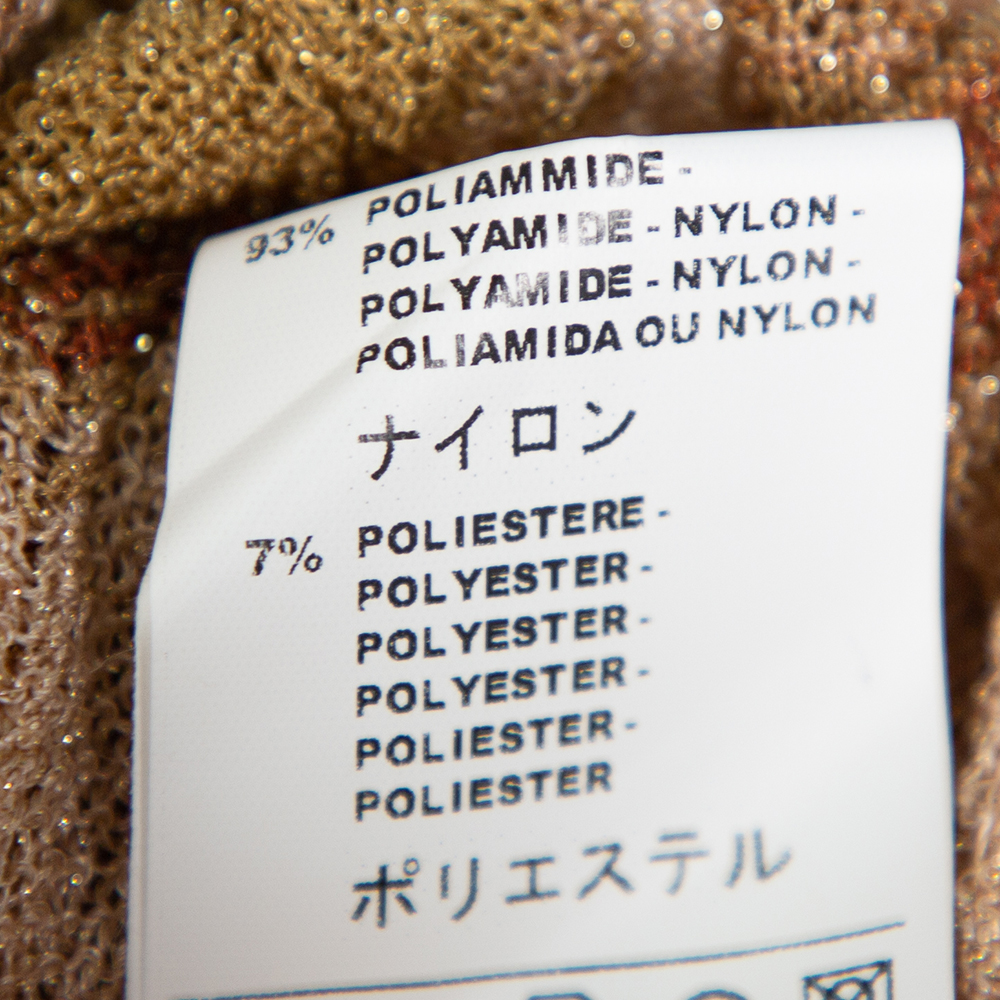 93% POLIAMMIDE -
POLYAMIDE - NYLON -
POLYAMIDE - NYLON -
POLIAMIDA OU NYLON
ナイロン
7% POLIESTERE -
POLYESTER -
POLYESTER -
POLYESTER -
POLIESTER -
POLIESTER
ポリエステル